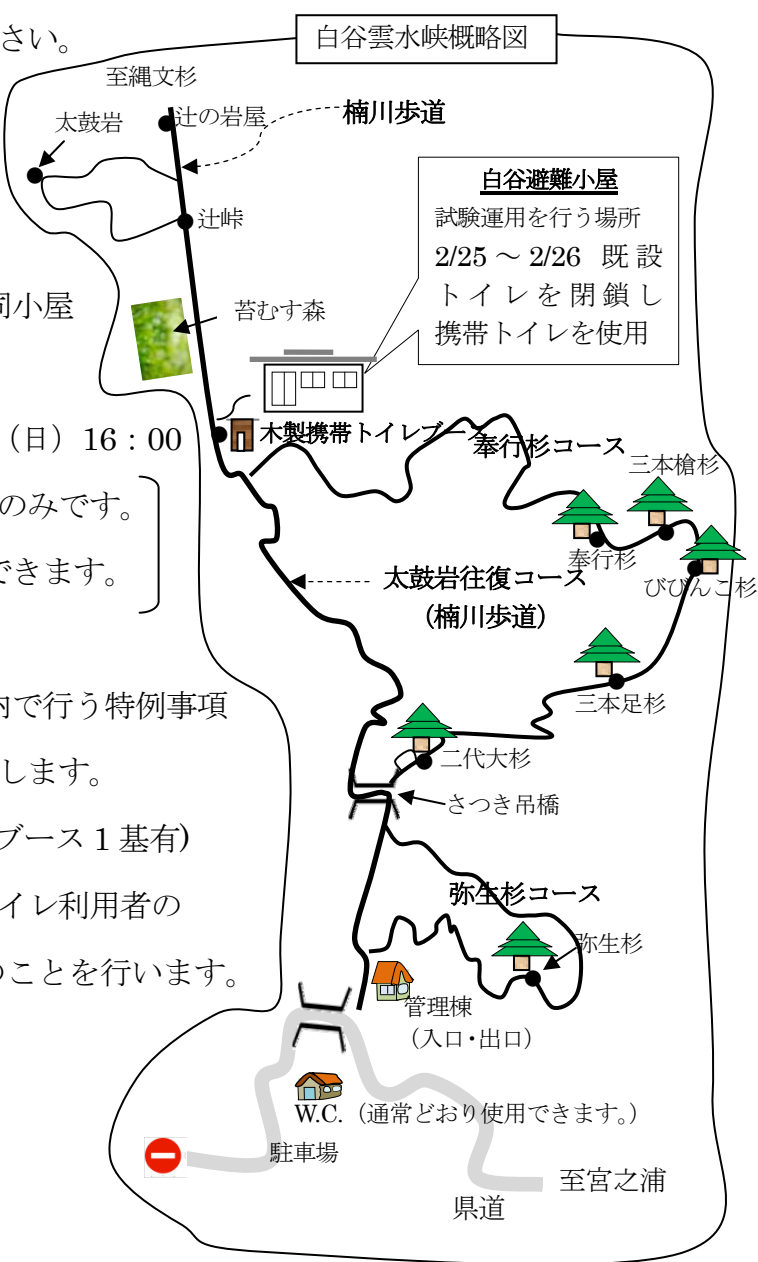 さい。
白谷雲水峡概略図
至縄文杉
辻の岩屋
楠川歩道
太鼓岩
白谷避難小屋
試験運用を行う場所
2/25～2/26 既設
トイレを閉鎖し
携帯トイレを使用
辻峠
同小屋
苔むす森
（日）16：00
木製携帯トイレブース
奉行杉コース
三本槍杉
のみです。
奉行杉
できます。
びびんこ杉
太鼓岩往復コース
（楠川歩道）
内で行う特例事項
三本足杉
します。
二代大杉
さつき吊橋
ブース 1 基有)
イレ利用者の
弥生杉コース
弥生杉
のことを行います。
管理棟
（入口・出口）
W.C.（通常どおり使用できます。）
駐車場
至宮之浦
県道